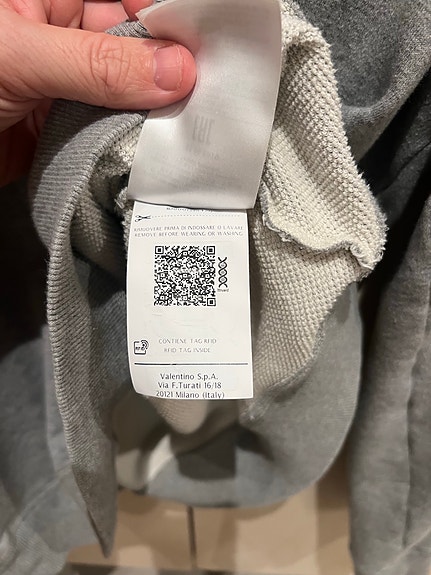 RIMUOVERE PRIMA DI INDOSSARE O LAVARE
REMOVE BEFORE WEARING OR WASHING
CONTIENE TAG RFID
RFID TAG INSIDE
Valentino S.p.A.
Via F.Turati 16/18
20121 Milano (Italy)